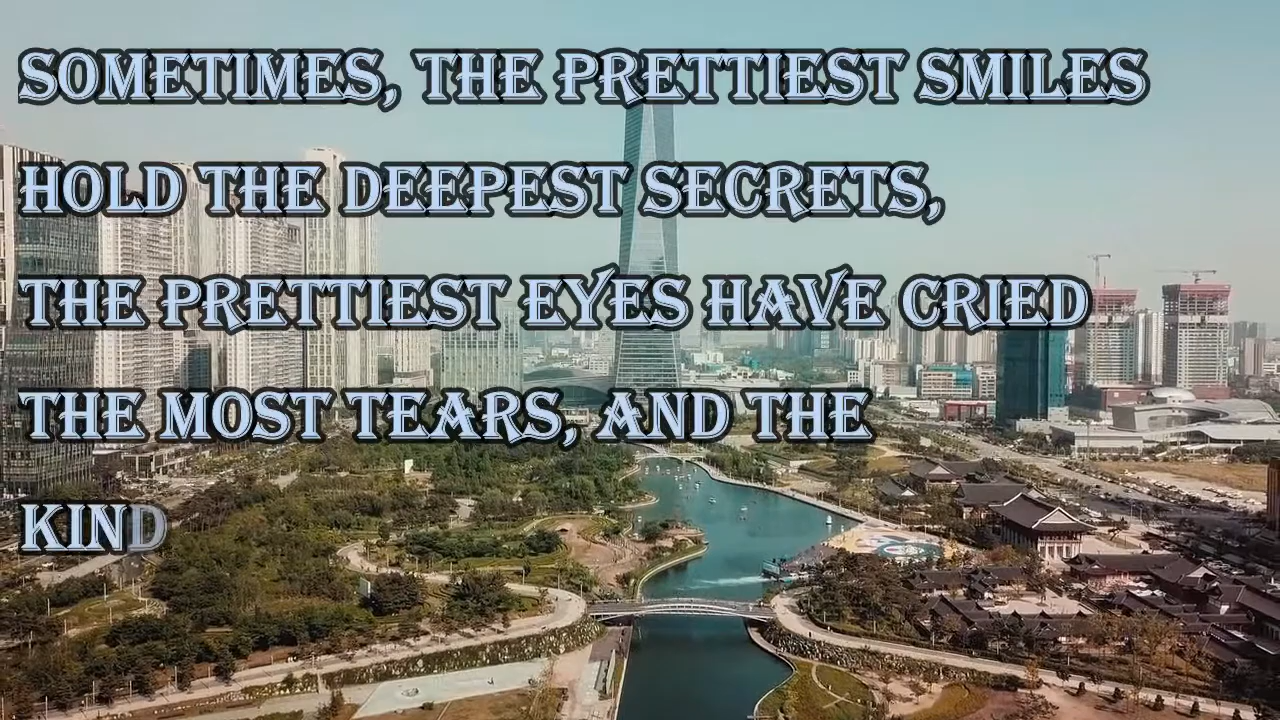 SOMETIMES, THE PRETTIEST SMILES
HOLD THE DEEPEST SECRETS,
THE PRETTIEST EYES HAVE CRIED
THE MOST TEARS, AND THE
KIND